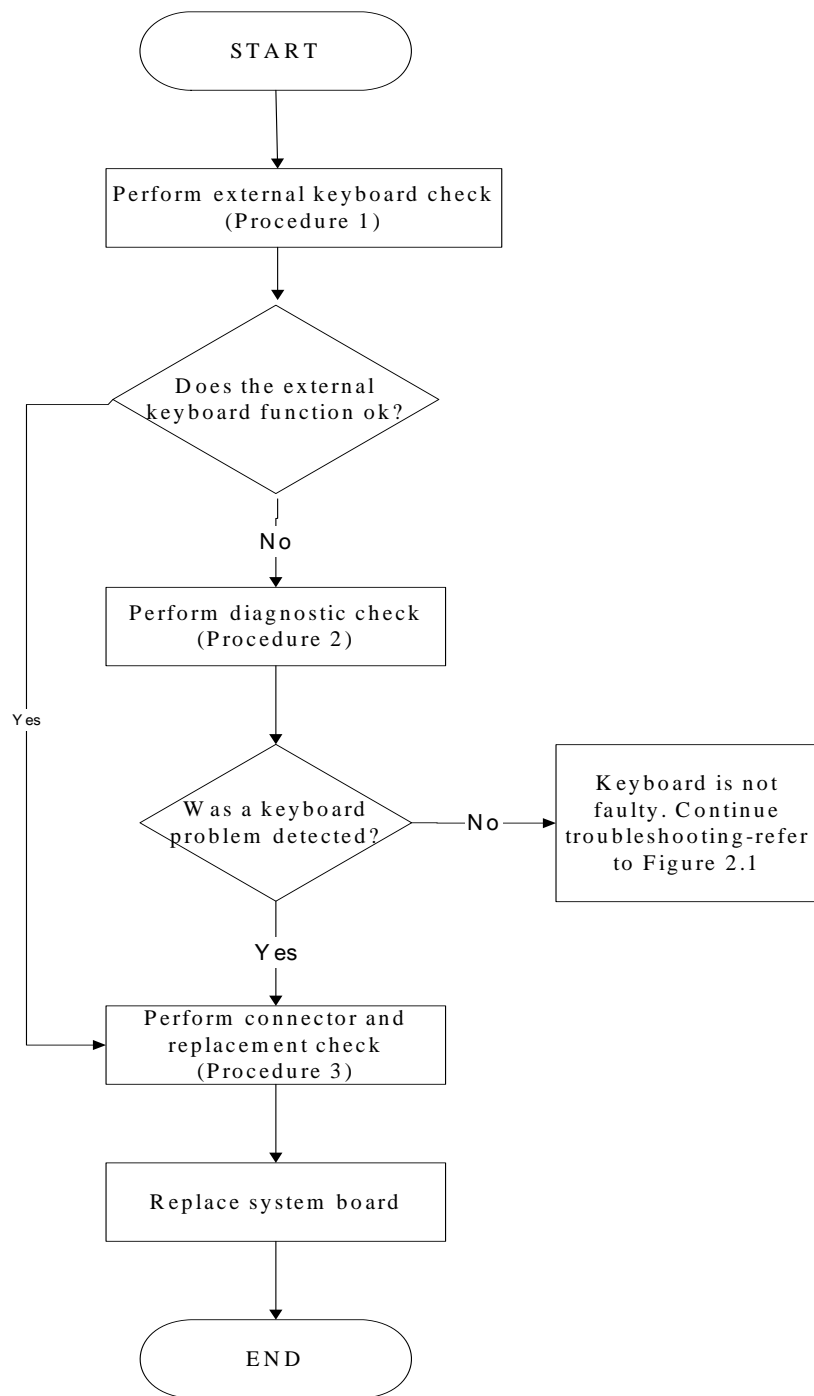 START
Perform external keyboard check
(Procedure 1)
Does the external
keyboard function ok?
No
Perform diagnostic check
(Procedure 2)
Yes
Was a keyboard
problem detected?
No
Keyboard is not
faulty. Continue
troubleshooting-refer
to Figure 2.1
Yes
Perform connector and
replacement check
(Procedure 3)
Replace system board
END